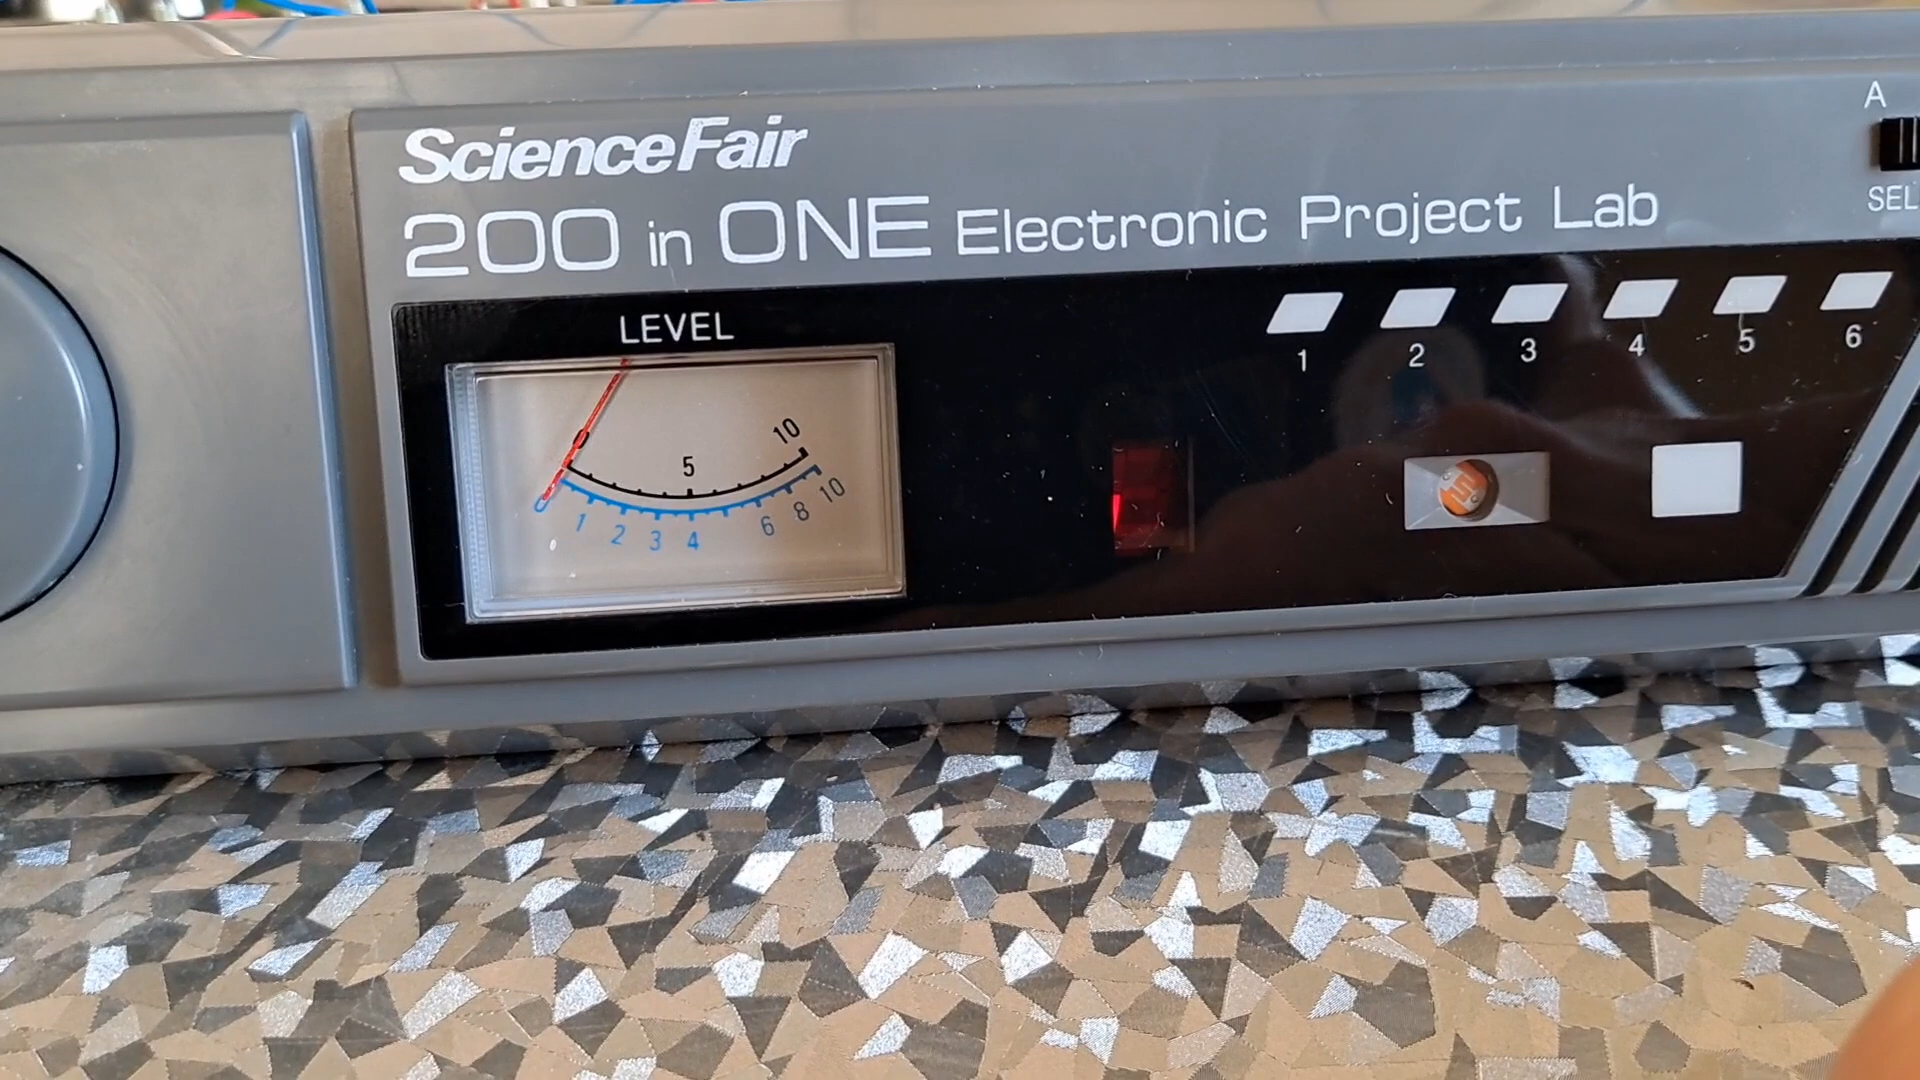 A
SEL
ScienceFair
200 in ONE Electronic Project Lab
LEVEL
1 2 3 4 5 6
0 5 10
0 1 2 3 4 6 8 10